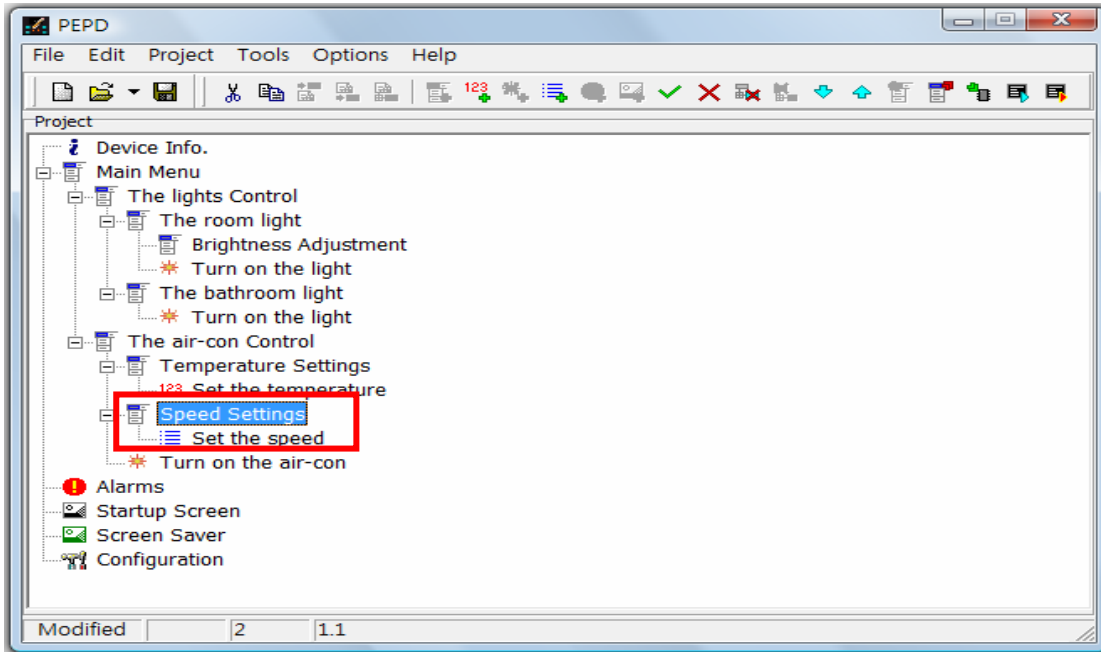 PEPD
File Edit Project Tools Options Help
123
Project
Device Info.
Main Menu
The lights Control
The room light
Brightness Adjustment
Turn on the light
The bathroom light
Turn on the light
The air-con Control
Temperature Settings
123 Set the temperature
Speed Settings
Set the speed
Turn on the air-con
Alarms
Startup Screen
Screen Saver
Configuration
Modified 2 1.1